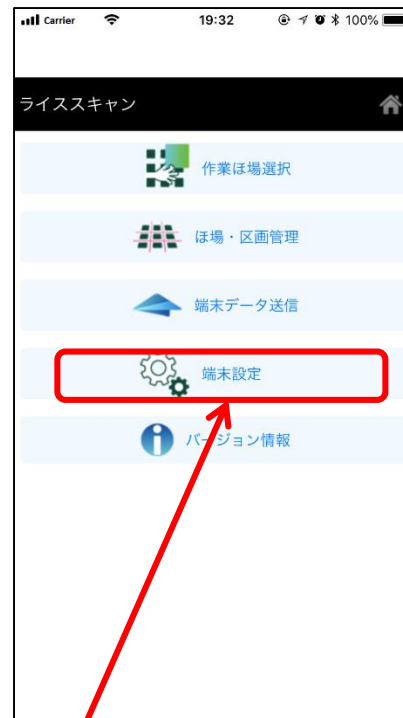 Carrier 19:32 100%
ライススキャン
作業ほ場選択
ほ場・区画管理
端末データ送信
端末設定
バージョン情報